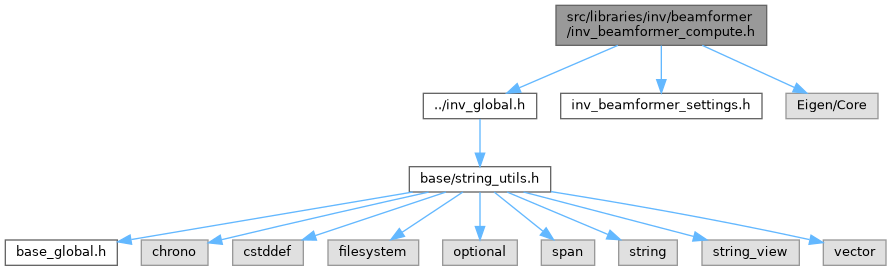 src/libraries/inv/beamformer
/inv_beamformer_compute.h
../inv_global.h
inv_beamformer_settings.h
Eigen/Core
base/string_utils.h
base_global.h
chrono
cstddef
filesystem
optional
span
string
string_view
vector